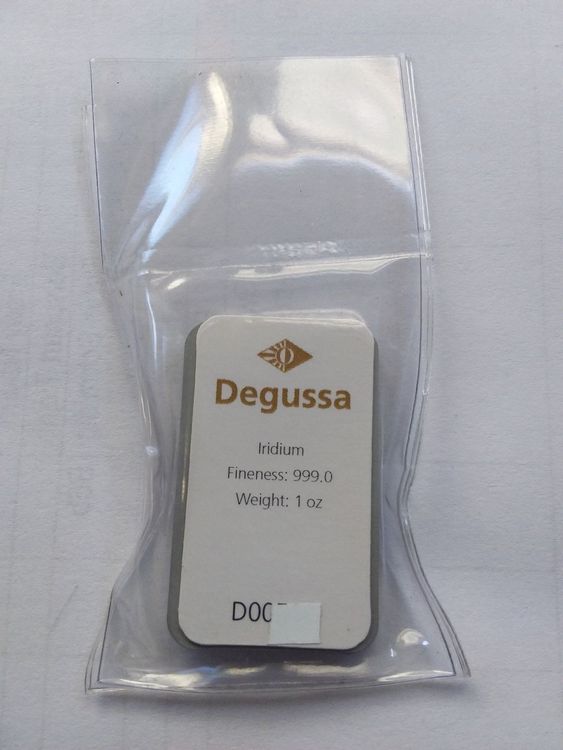 Degussa
Iridium
Fineness: 999.0
Weight: 1 oz
D00